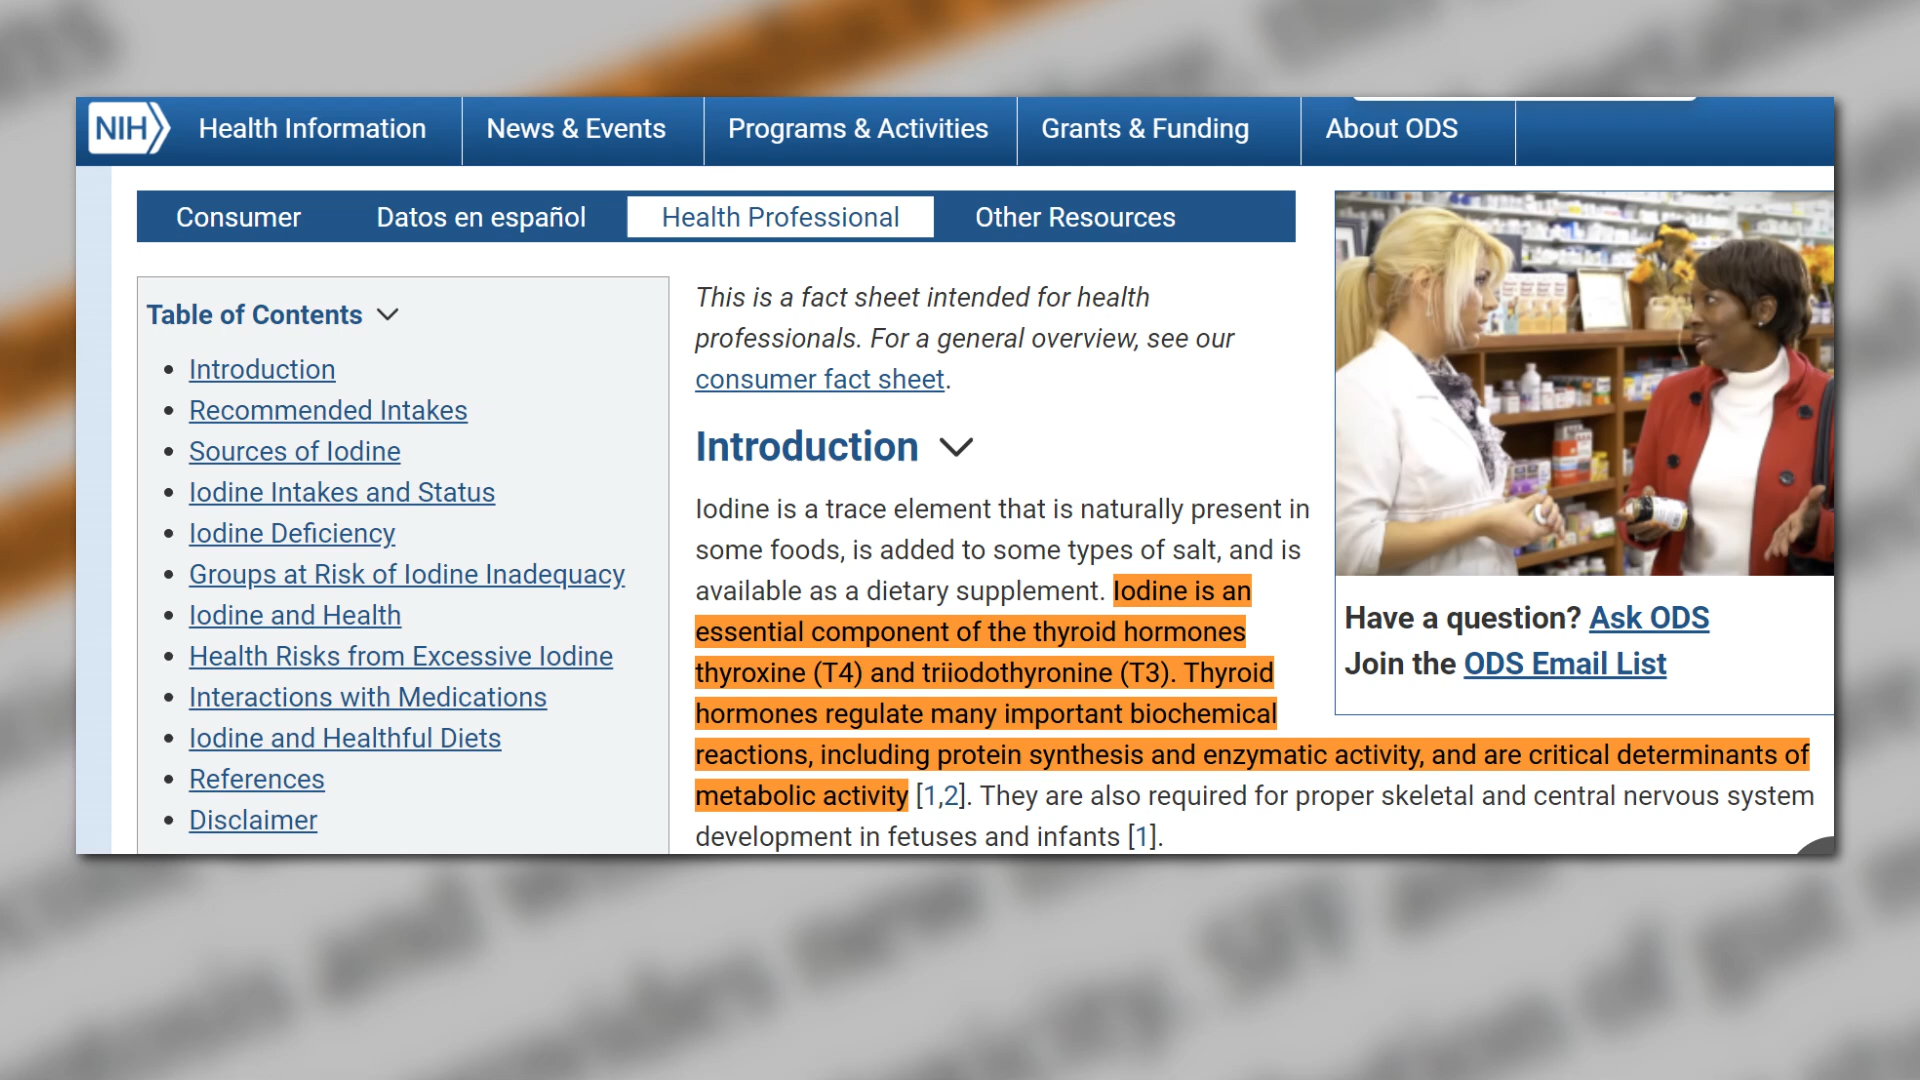 NIH
Health Information
News & Events
Programs & Activities
Grants & Funding
About ODS
Consumer
Datos en español
Health Professional
Other Resources
Table of Contents
Introduction
Recommended Intakes
Sources of Iodine
Iodine Intakes and Status
Iodine Deficiency
Groups at Risk of Iodine Inadequacy
Iodine and Health
Health Risks from Excessive Iodine
Interactions with Medications
Iodine and Healthful Diets
References
Disclaimer
This is a fact sheet intended for health
professionals. For a general overview, see our
consumer fact sheet.
Introduction
Iodine is a trace element that is naturally present in
some foods, is added to some types of salt, and is
available as a dietary supplement. Iodine is an
essential component of the thyroid hormones
thyroxine (T4) and triiodothyronine (T3). Thyroid
hormones regulate many important biochemical
reactions, including protein synthesis and enzymatic activity, and are critical determinants of
metabolic activity [1,2]. They are also required for proper skeletal and central nervous system
development in fetuses and infants [1].
Have a question? Ask ODS
Join the ODS Email List